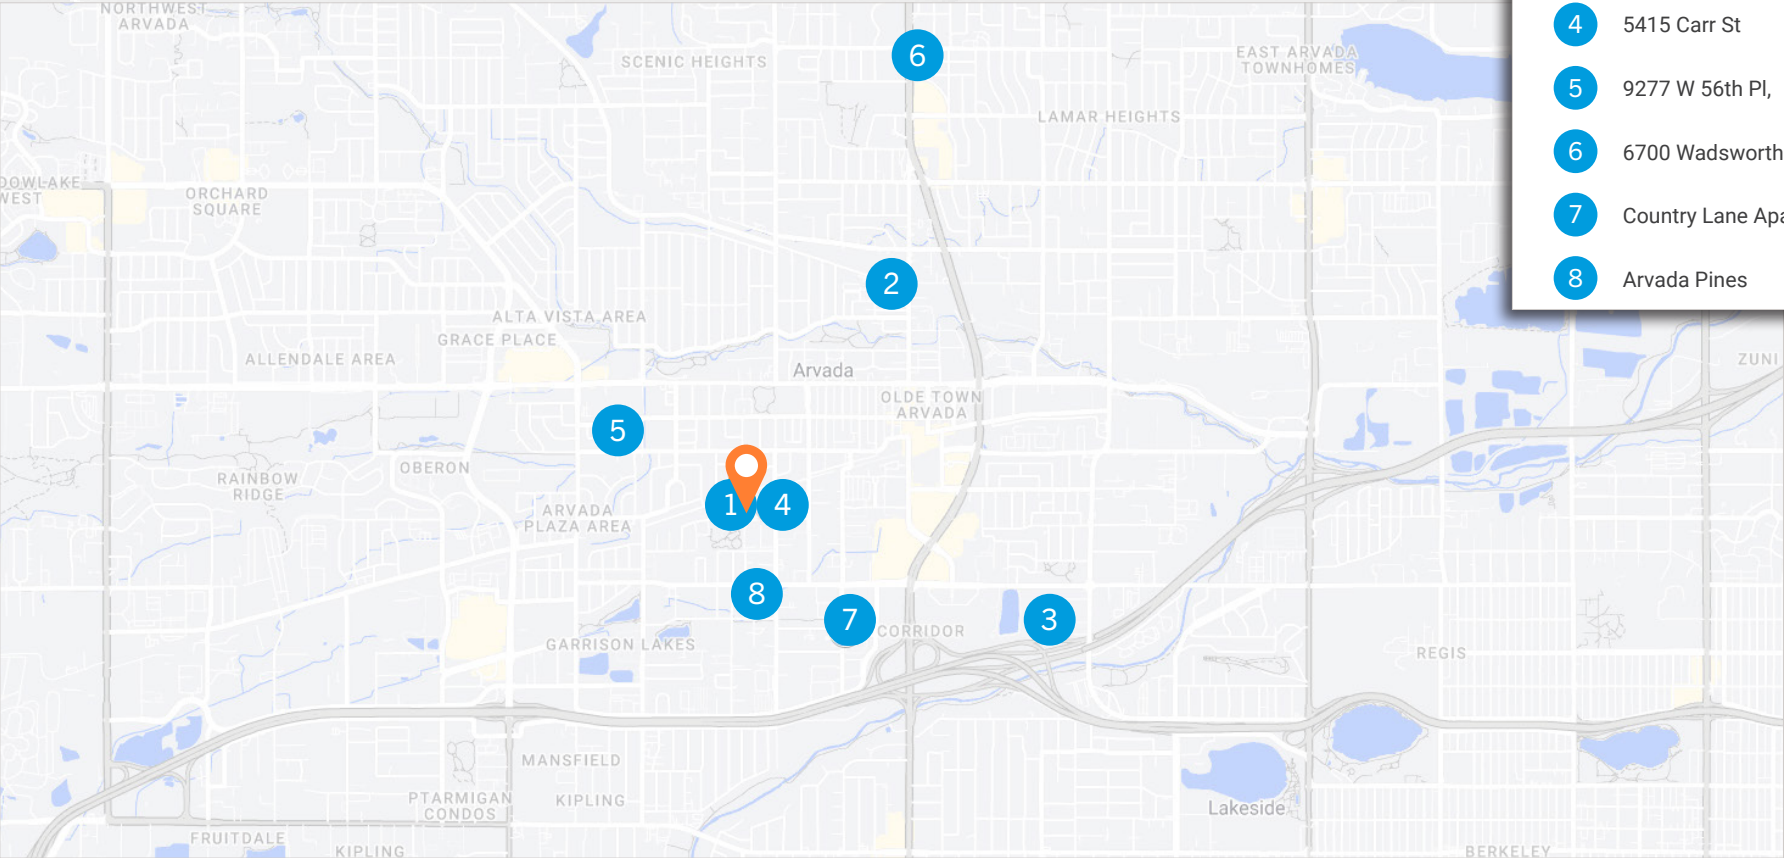 NORTHWEST
ARVADA
SCENIC HEIGHTS
6
EAST ARVADA
TOWNHOMES
LAMAR HEIGHTS
4 5415 Carr St
5 9277 W 56th Pl,
6 6700 Wadsworth
7 Country Lane Apa
8 Arvada Pines
DOWLAKE
WEST
ORCHARD
SQUARE
2
ALTA VISTA AREA
GRACE PLACE
ALLENDALE AREA
Arvada
ZUNI
OLDE TOWN
ARVADA
5
OBERON
RAINBOW
RIDGE
ARVADA
PLAZA AREA
1
4
8
7
3
CORRIDOR
GARRISON LAKES
REGIS
MANSFIELD
PTARMIGAN
CONDOS
KIPLING
Lakeside
FRUITDALE
KIPLING
BERKELEY